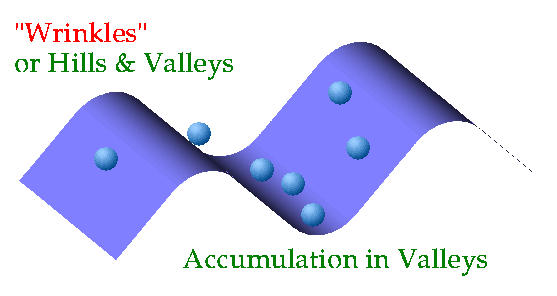 "Wrinkles"
or Hills & Valleys
Accumulation in Valleys